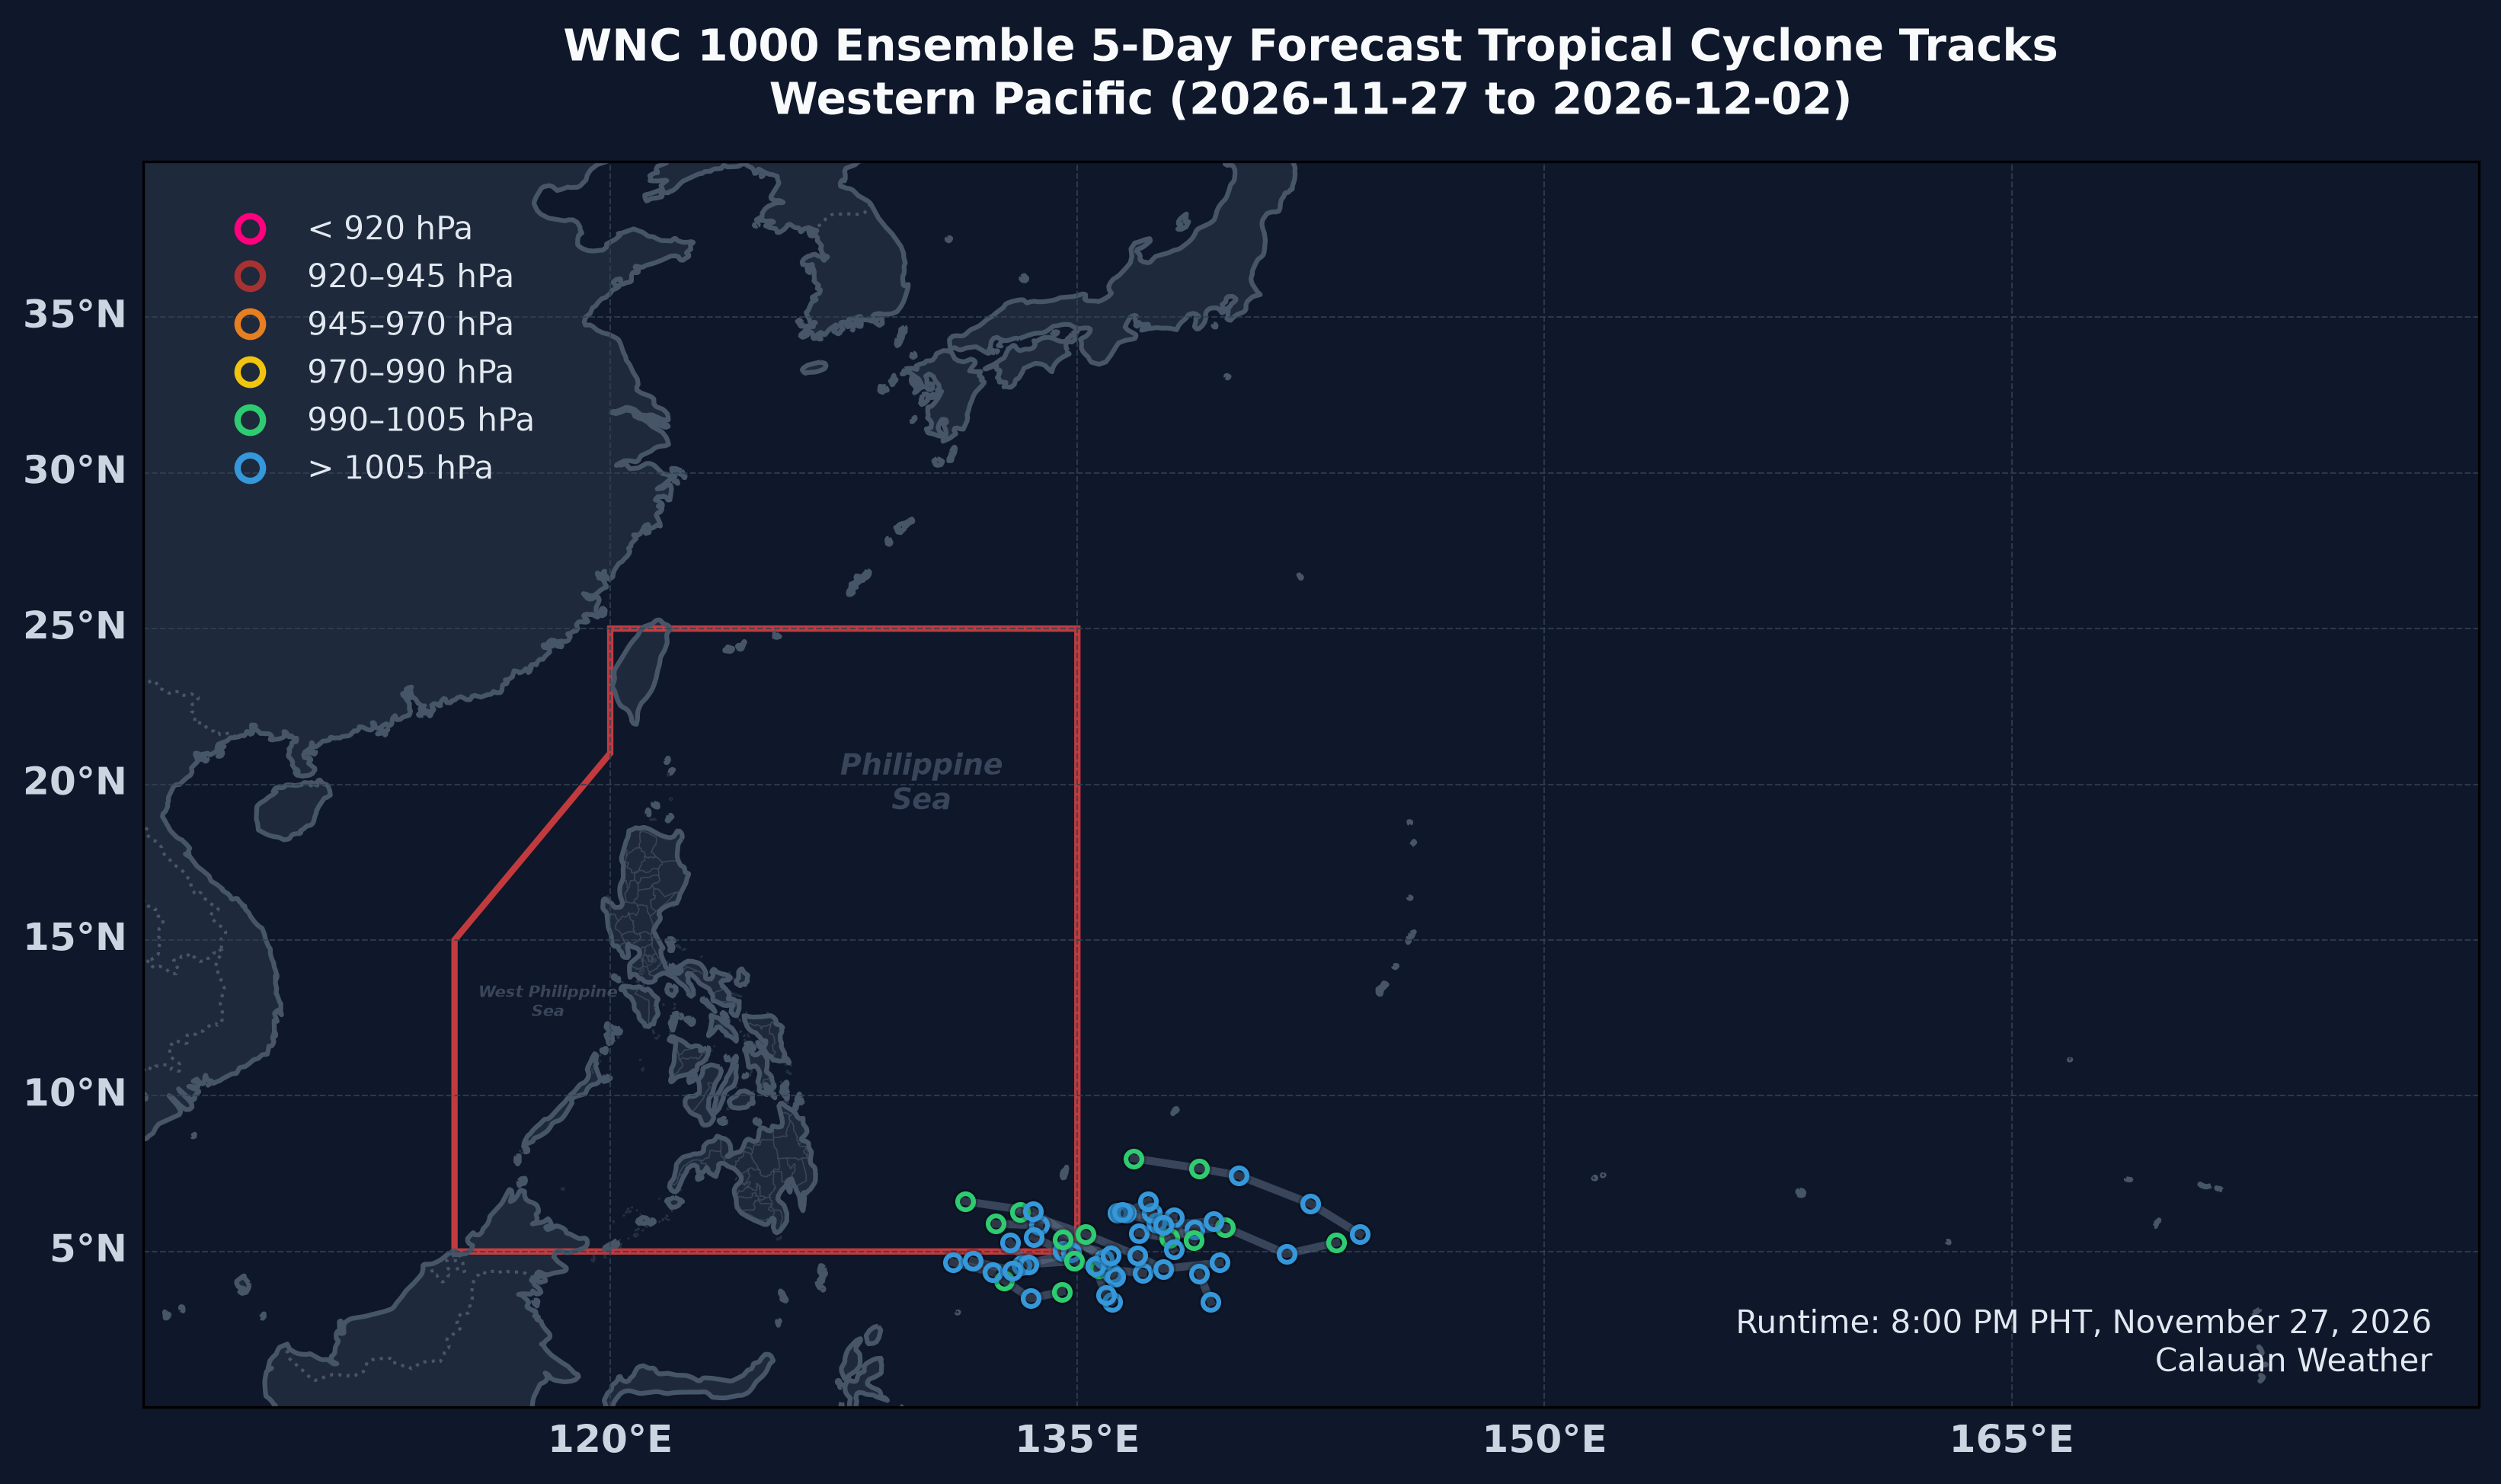 WNC 1000 Ensemble 5-Day Forecast Tropical Cyclone Tracks
Western Pacific (2026-11-27 to 2026-12-02)
< 920 hPa
920–945 hPa
945–970 hPa
970–990 hPa
990–1005 hPa
> 1005 hPa
35°N
30°N
25°N
20°N
15°N
10°N
5°N
Philippine
Sea
West Philippine
Sea
Runtime: 8:00 PM PHT, November 27, 2026
Calauan Weather
120°E
135°E
150°E
165°E